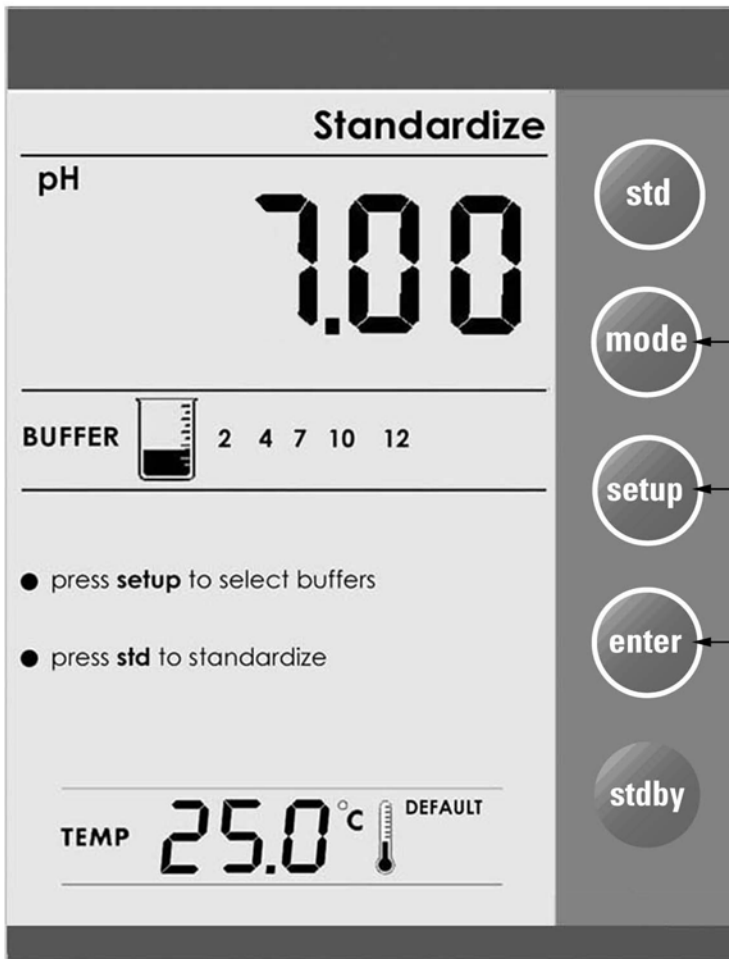 Standardize
pH
7.00
BUFFER 2 4 7 10 12
● press setup to select buffers
● press std to standardize
TEMP 25.0 °C DEFAULT
std
mode
setup
enter
stdby